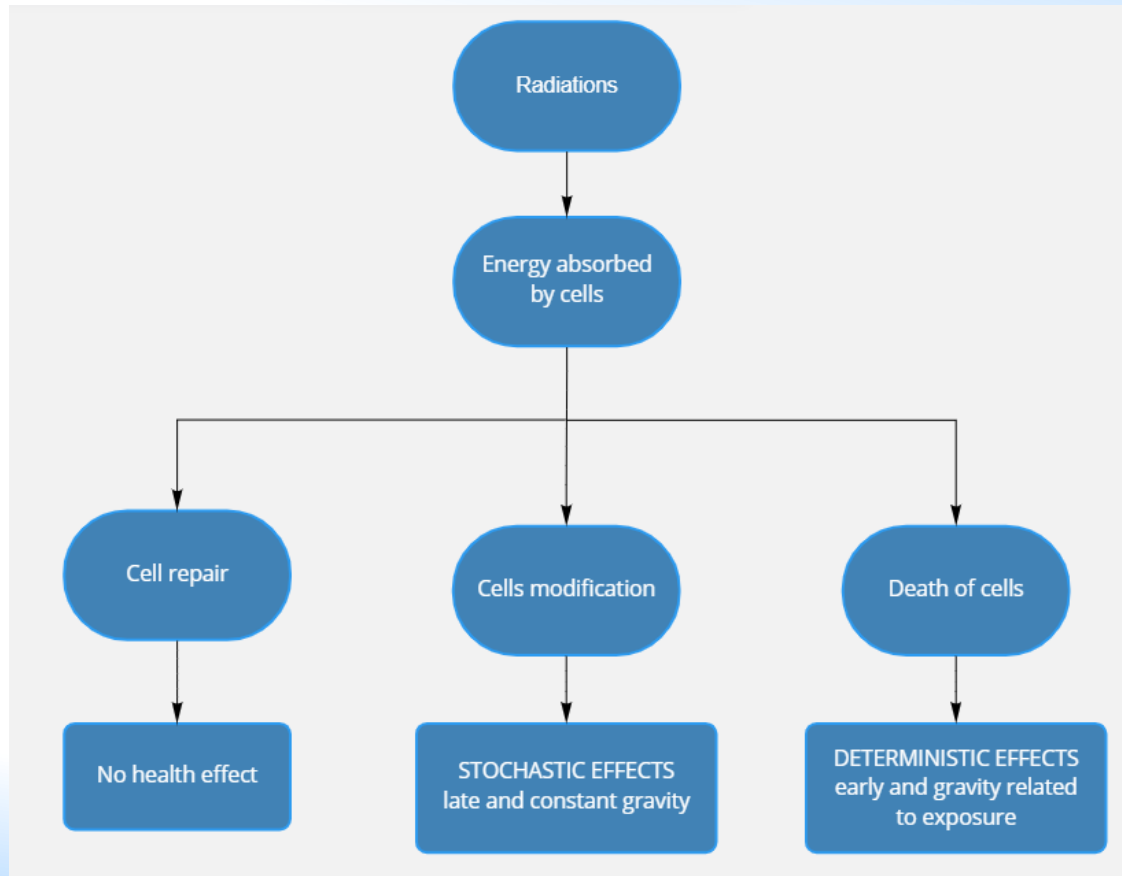 Radiations
Energy absorbed
by cells
Cell repair
Cells modification
Death of cells
No health effect
STOCHASTIC EFFECTS
late and constant gravity
DETERMINISTIC EFFECTS
early and gravity related
to exposure